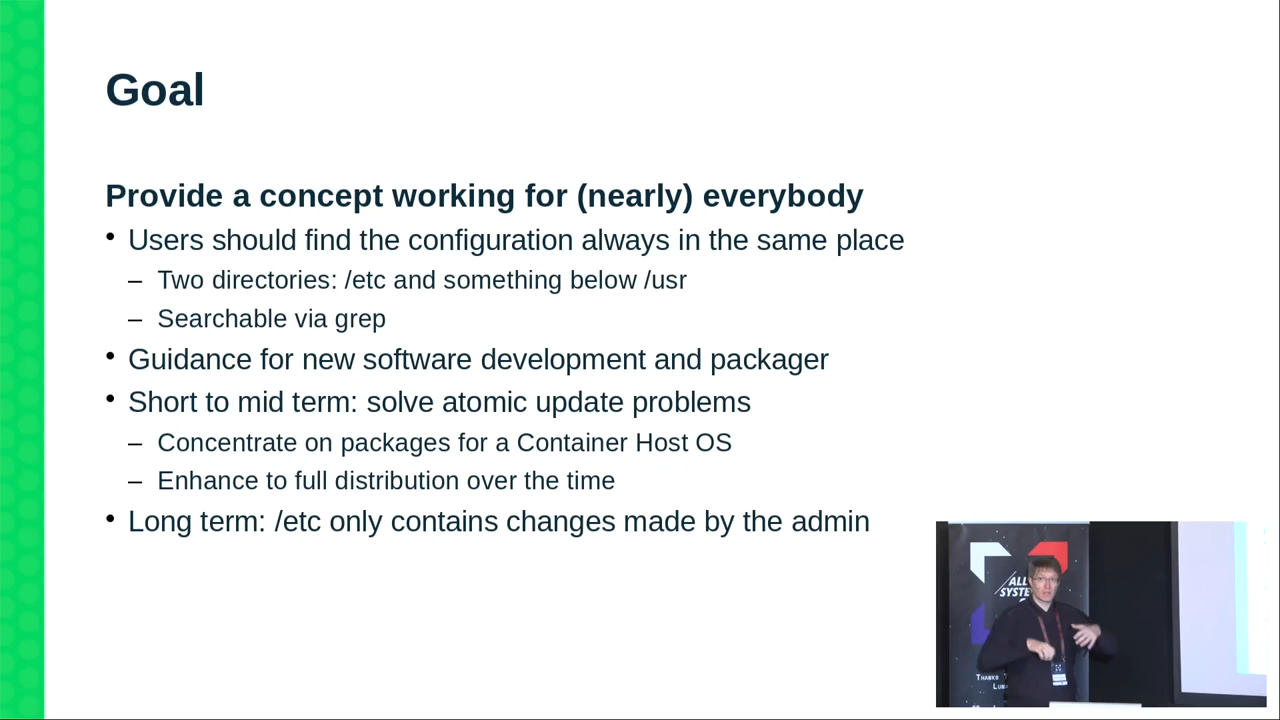 Goal
Provide a concept working for (nearly) everybody
• Users should find the configuration always in the same place
– Two directories: /etc and something below /usr
– Searchable via grep
• Guidance for new software development and packager
• Short to mid term: solve atomic update problems
– Concentrate on packages for a Container Host OS
– Enhance to full distribution over the time
• Long term: /etc only contains changes made by the admin
ALL
SYSTE
THANKS